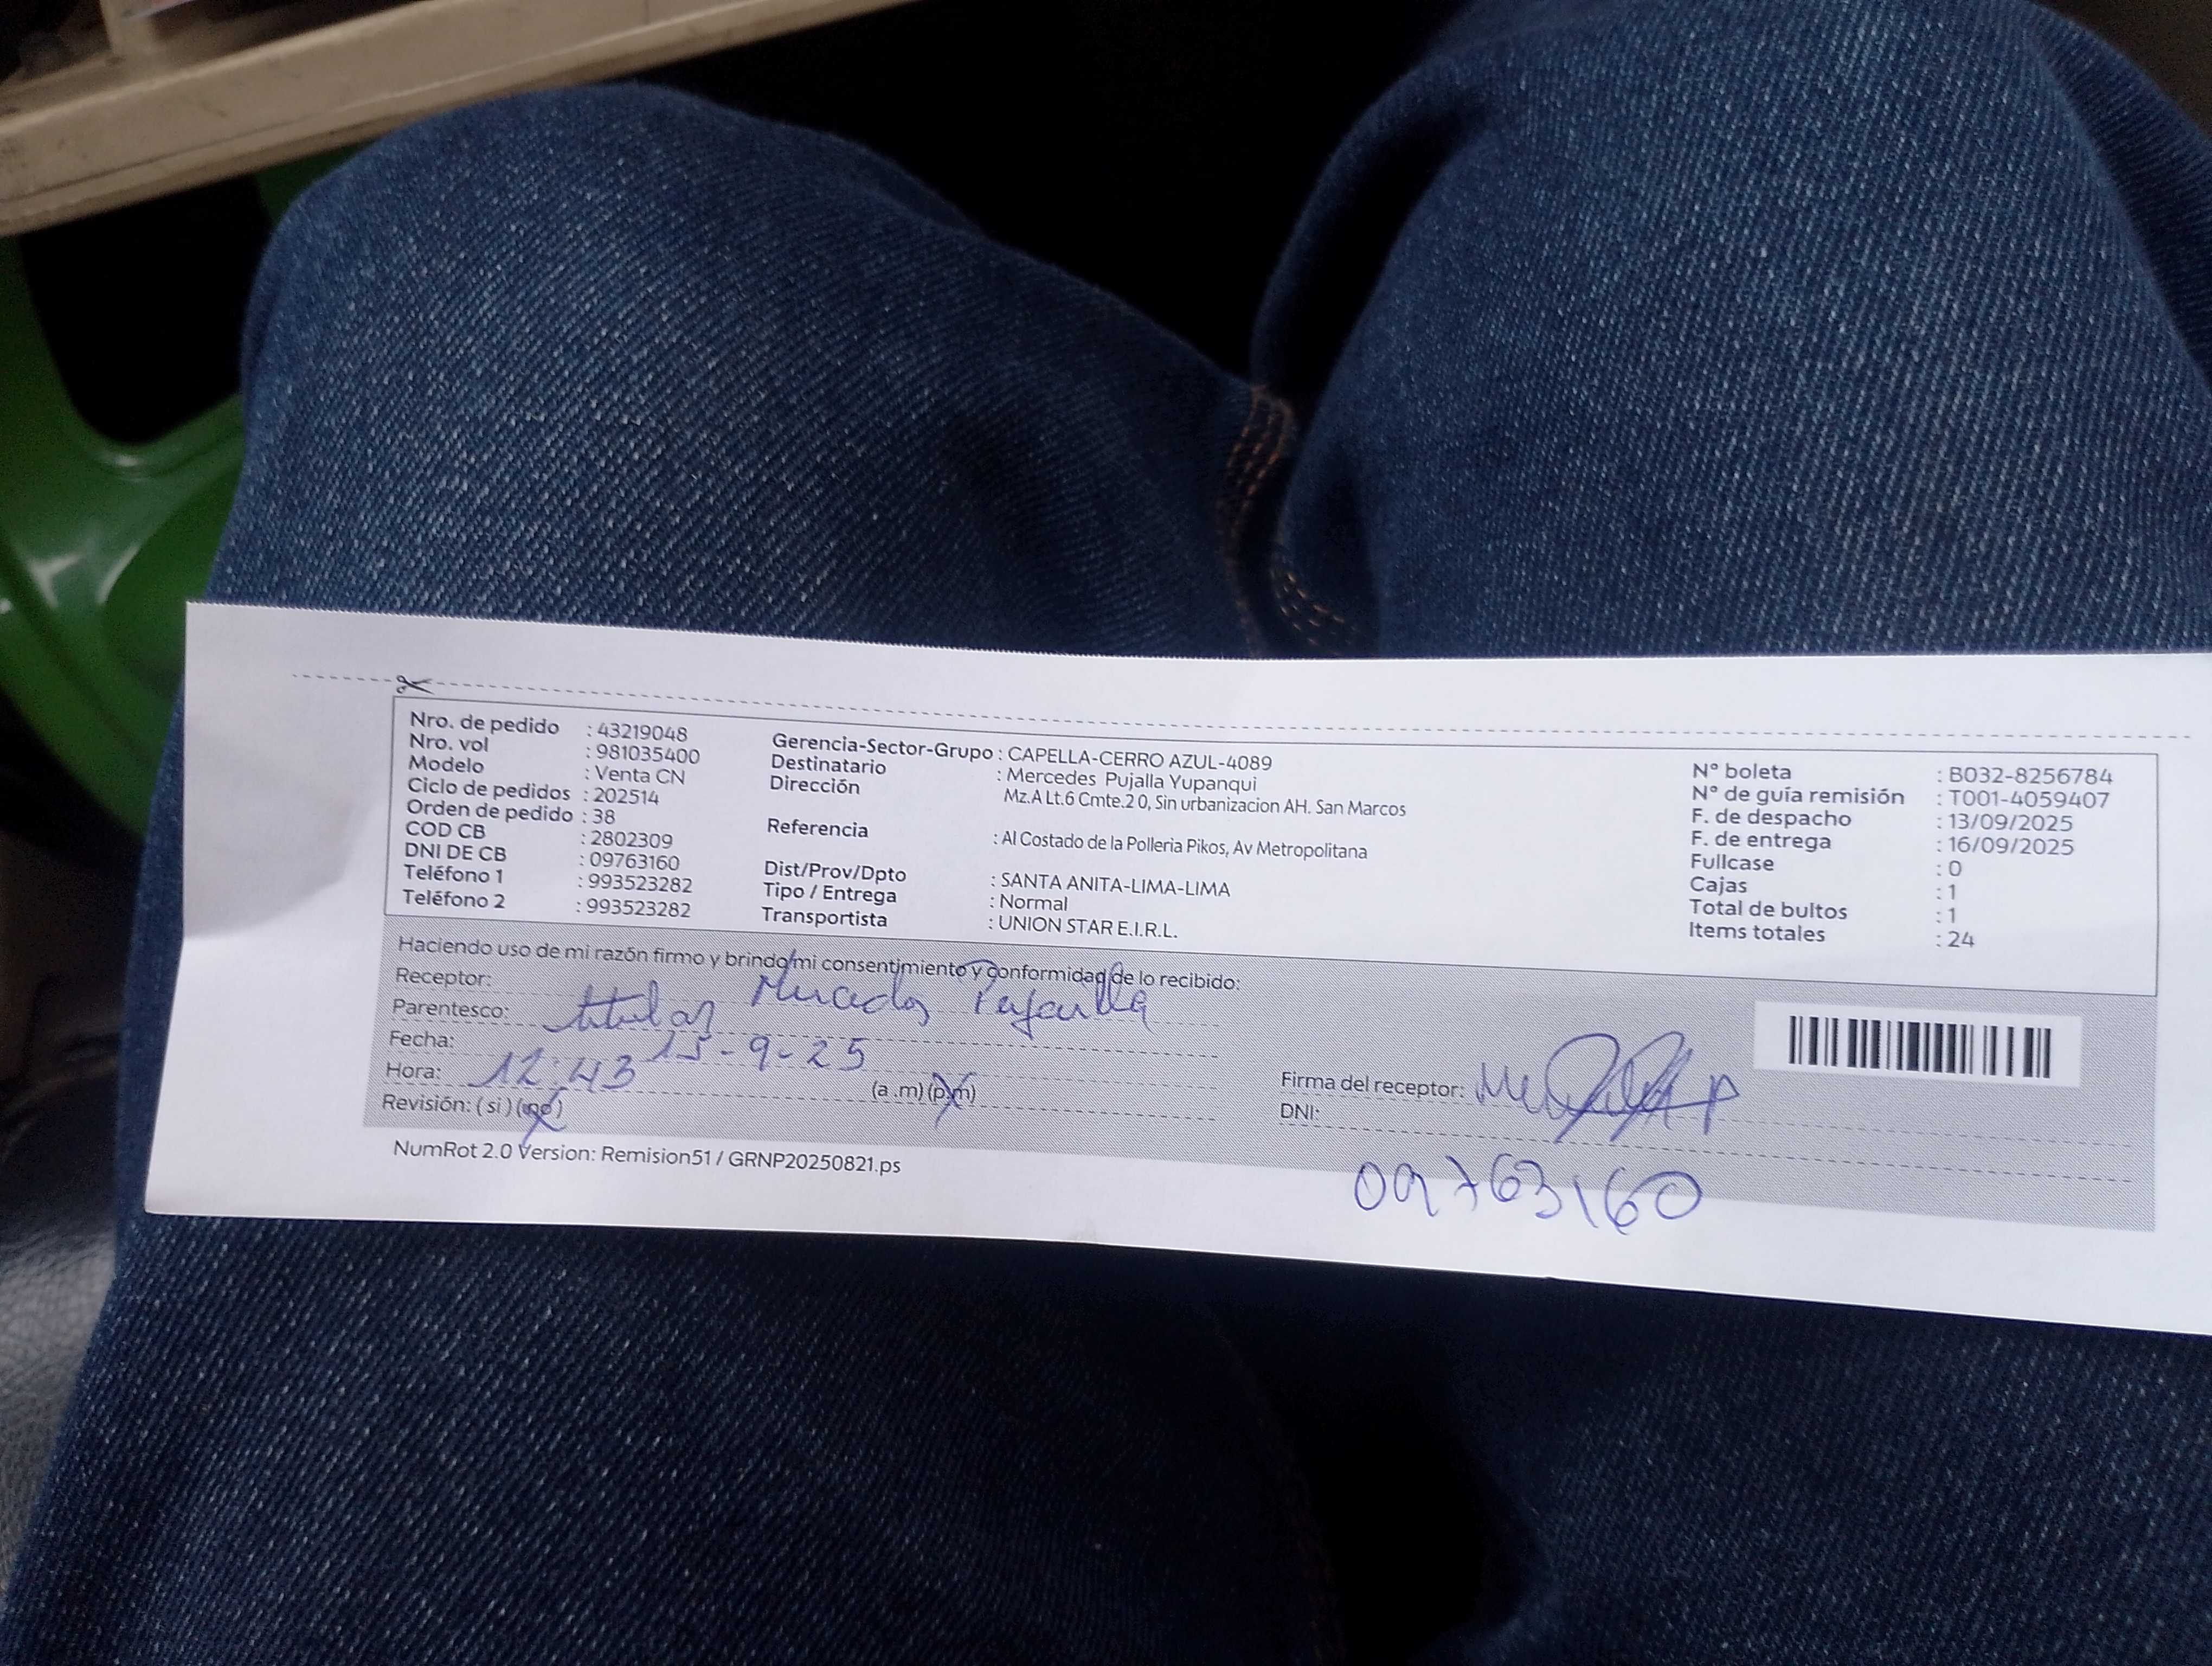 Nro. de pedido : 43219048
Nro. vol : 981035400
Modelo : Venta CN
Ciclo de pedidos : 202514
Orden de pedido : 38
COD CB : 2802309
DNI DE CB : 09763160
Teléfono 1 : 993523282
Teléfono 2 : 993523282
Gerencia-Sector-Grupo : CAPELLA-CERRO AZUL-4089
Destinatario : Mercedes Pujalla Yupanqui
Dirección Mz.A Lt.6 Cmte.2 0, Sin urbanizacion AH. San Marcos
Referencia : Al Costado de la Polleria Pikos, Av Metropolitana
Dist/Prov/Dpto : SANTA ANITA-LIMA-LIMA
Tipo / Entrega : Normal
Transportista : UNION STAR E.I.R.L.
N° boleta : B032-8256784
N° de guía remisión : T001-4059407
F. de despacho : 13/09/2025
F. de entrega : 16/09/2025
Fullcase : 0
Cajas : 1
Total de bultos : 1
Items totales : 24
Haciendo uso de mi razón firmo y brindo mi consentimiento y conformidad de lo recibido:
Receptor: Mercedes Pujalla
Parentesco: titular
Fecha: 15-9-25
Hora: 12:43 (a .m) (p.m)
Revisión: ( si ) (no)
Firma del receptor:
DNI: 09763160
NumRot 2.0 Version: Remision51 / GRNP20250821.ps